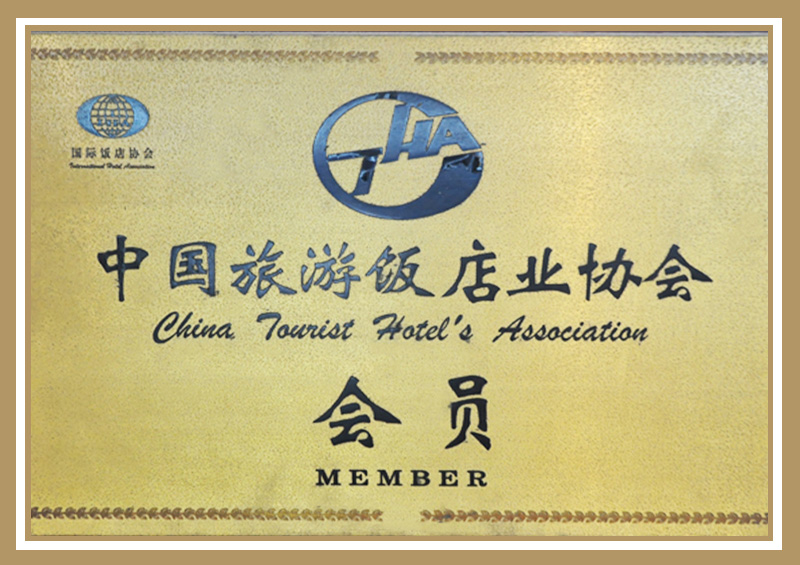 国际饭店协会
International Hotel Association
THA
中国旅游饭店业协会
China Tourist Hotel's Association
会员
MEMBER